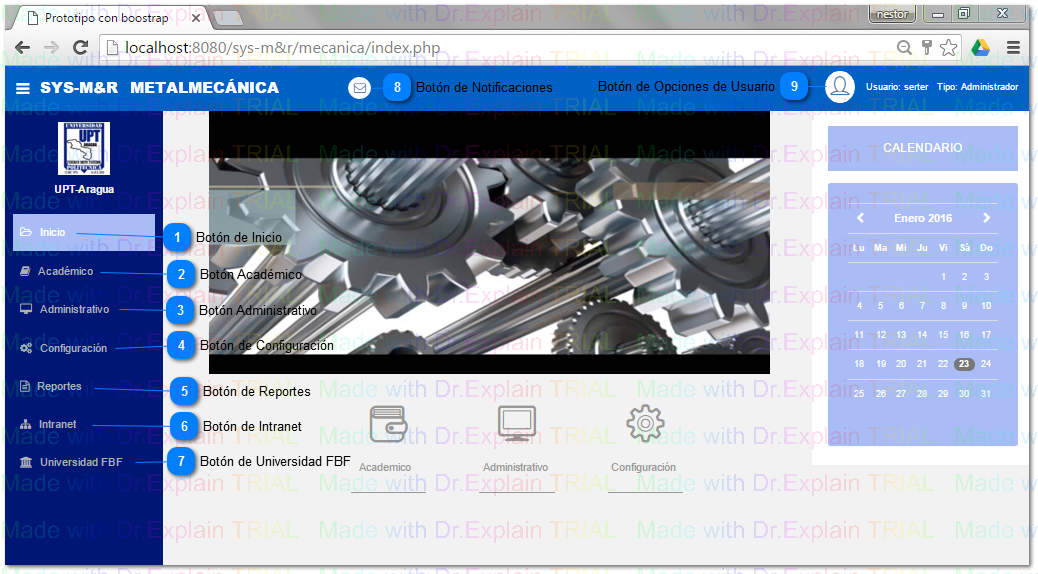 Prototipo con boostrap
nestor
localhost:8080/sys-m&r/mecanica/index.php
SYS-M&R METALMECÁNICA
8 Botón de Notificaciones
Botón de Opciones de Usuario 9
Usuario: serter Tipo: Administrador
UNIVERSIDAD
UPT
ARAGUA
POLITECNICA
UPT-Aragua
Inicio
1 Botón de Inicio
Académico
2 Botón Académico
Administrativo
3 Botón Administrativo
Configuración
4 Botón de Configuración
Reportes
5 Botón de Reportes
Intranet
6 Botón de Intranet
Universidad FBF
7 Botón de Universidad FBF
Academico
Administrativo
Configuración
CALENDARIO
Enero 2016
Lu Ma Mi Ju Vi Sá Do
1 2 3
4 5 6 7 8 9 10
11 12 13 14 15 16 17
18 19 20 21 22 23 24
25 26 27 28 29 30 31
Made with Dr.Explain TRIAL